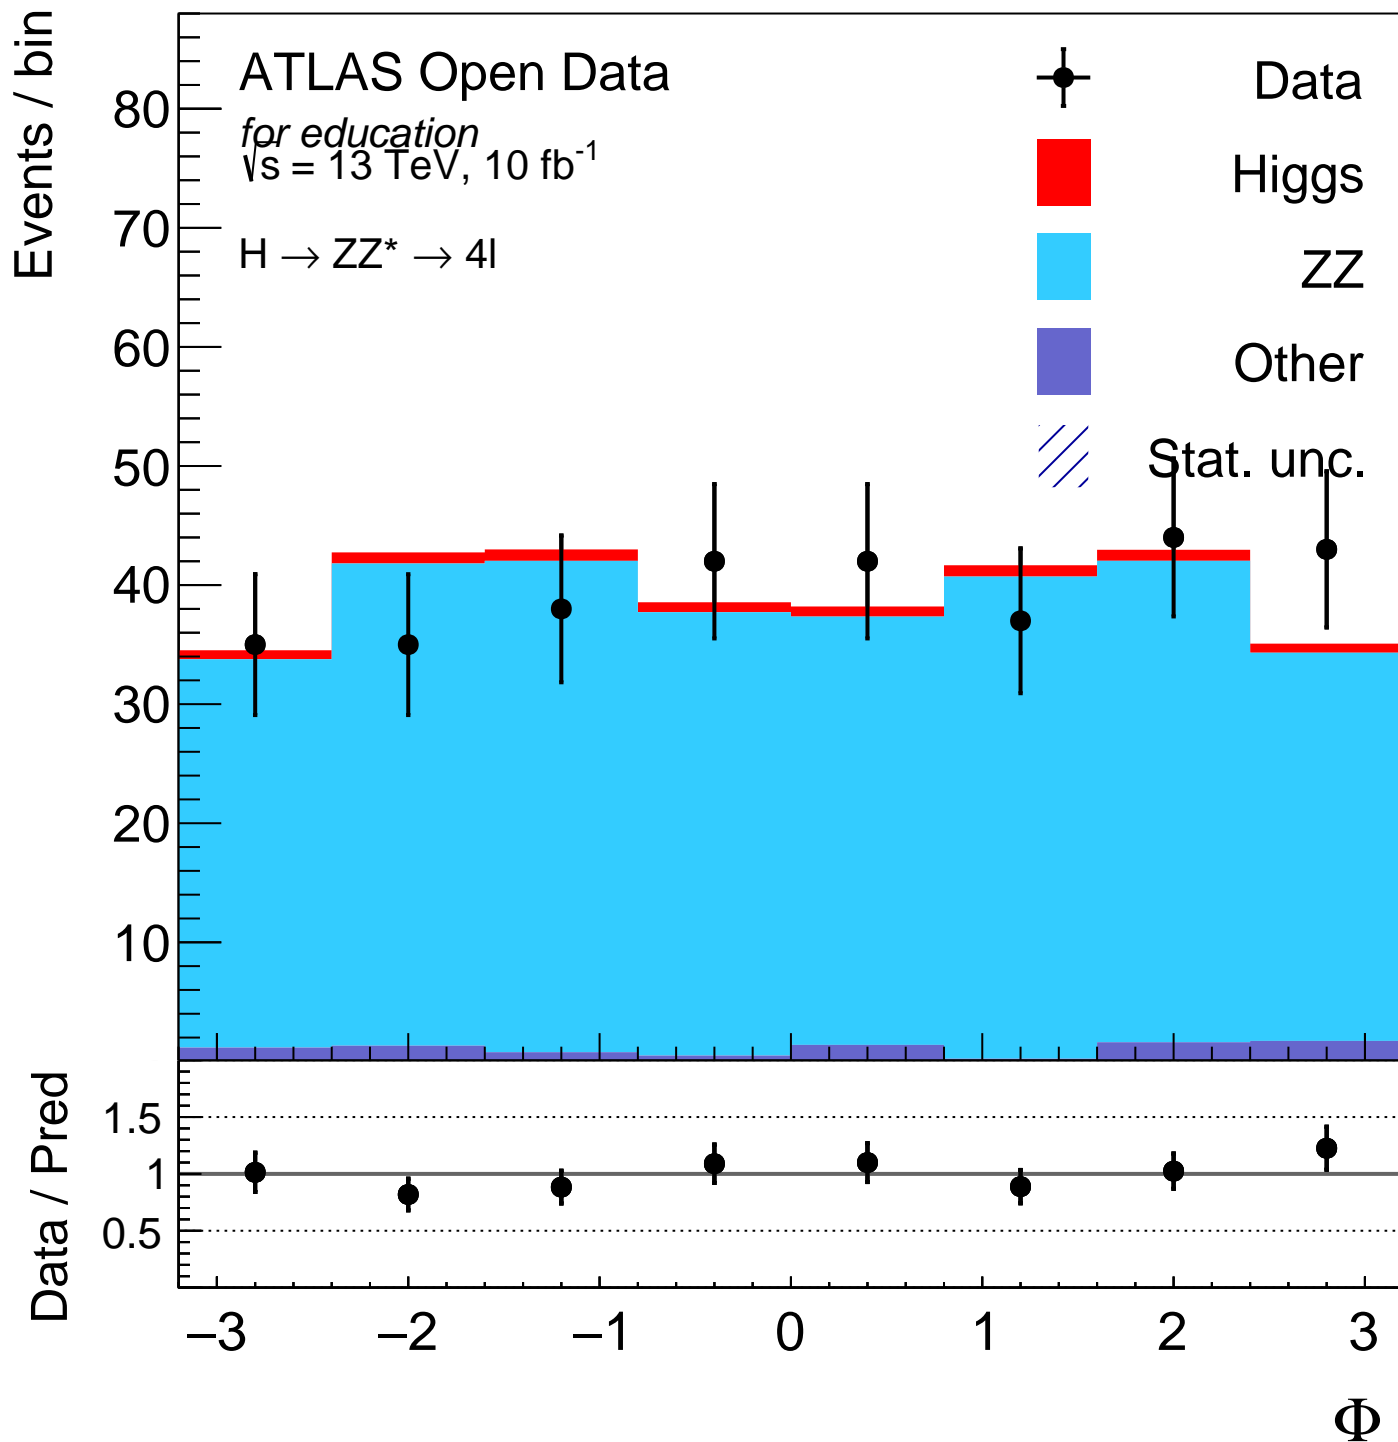 Events / bin
80
70
60
50
40
30
20
10
ATLAS Open Data
for education
√s = 13 TeV, 10 fb⁻¹
H → ZZ* → 4l
Data
Higgs
ZZ
Other
Stat. unc.
Data / Pred
1.5
1
0.5
–3 –2 –1 0 1 2 3
Φ